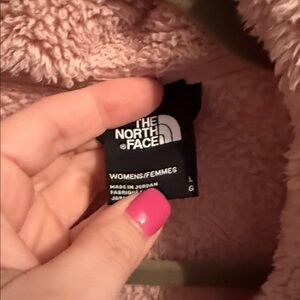 THE
NORTH
FACE
WOMENS/FEMMES
MADE IN JORDAN L
G